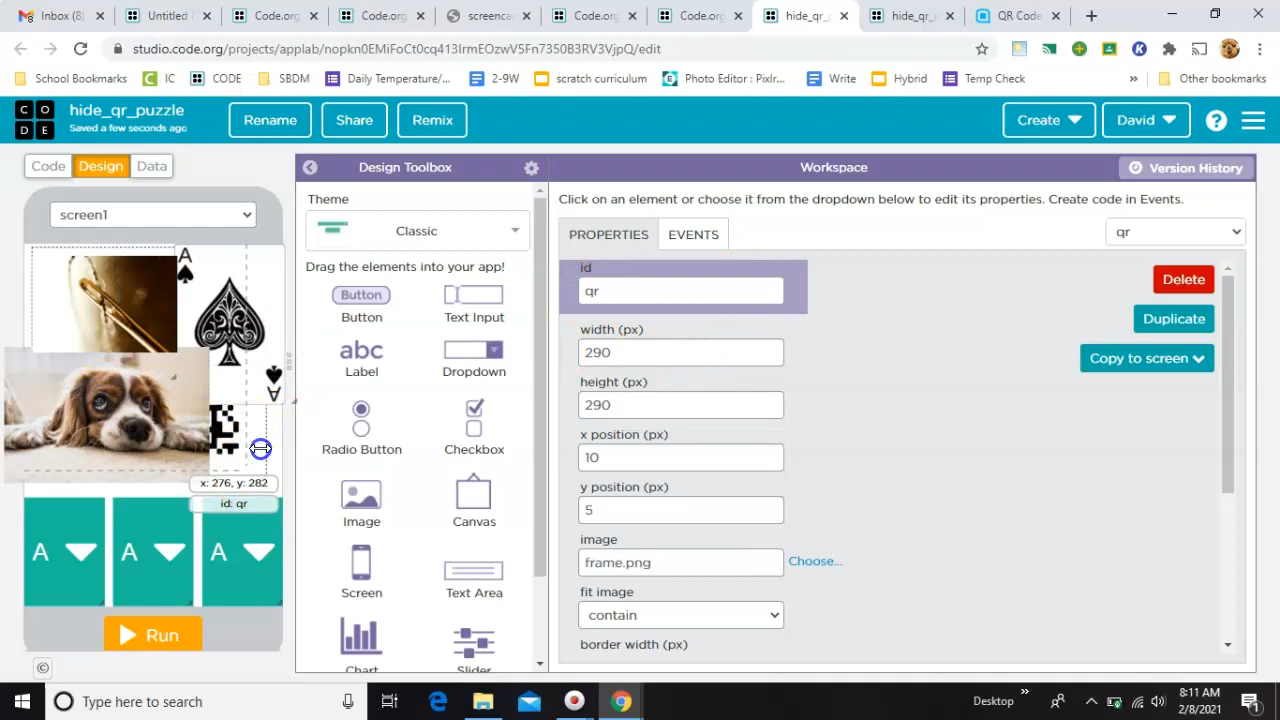 Inbox (8)
Untitled
Code.org
Code.org
screencas
Code.org
Code.org
hide_qr_p
hide_qr_p
QR Code
studio.code.org/projects/applab/nopkn0EMiFoCt0cq413IrmEOzwV5Fn7350B3RV3VjpQ/edit
School Bookmarks
IC
CODE
SBDM
Daily Temperature/...
2-9W
scratch curriculum
Photo Editor : Pixlr...
Write
Hybrid
Temp Check
»
Other bookmarks
C O
D E
hide_qr_puzzle
Saved a few seconds ago
Rename
Share
Remix
Create
David
?
Code
Design
Data
Design Toolbox
Workspace
Version History
screen1
Theme
Classic
Drag the elements into your app!
Button
Button
Text Input
abc
Label
Dropdown
Radio Button
Checkbox
Image
Canvas
Screen
Text Area
Chart
Slider
Click on an element or choose it from the dropdown below to edit its properties. Create code in Events.
PROPERTIES
EVENTS
qr
id
qr
width (px)
290
height (px)
290
x position (px)
10
y position (px)
5
image
frame.png
Choose...
fit image
contain
border width (px)
Delete
Duplicate
Copy to screen
A
A
x: 276, y: 282
id: qr
A
A
A
Run
©
Type here to search
Desktop
»
8:11 AM
2/8/2021
1